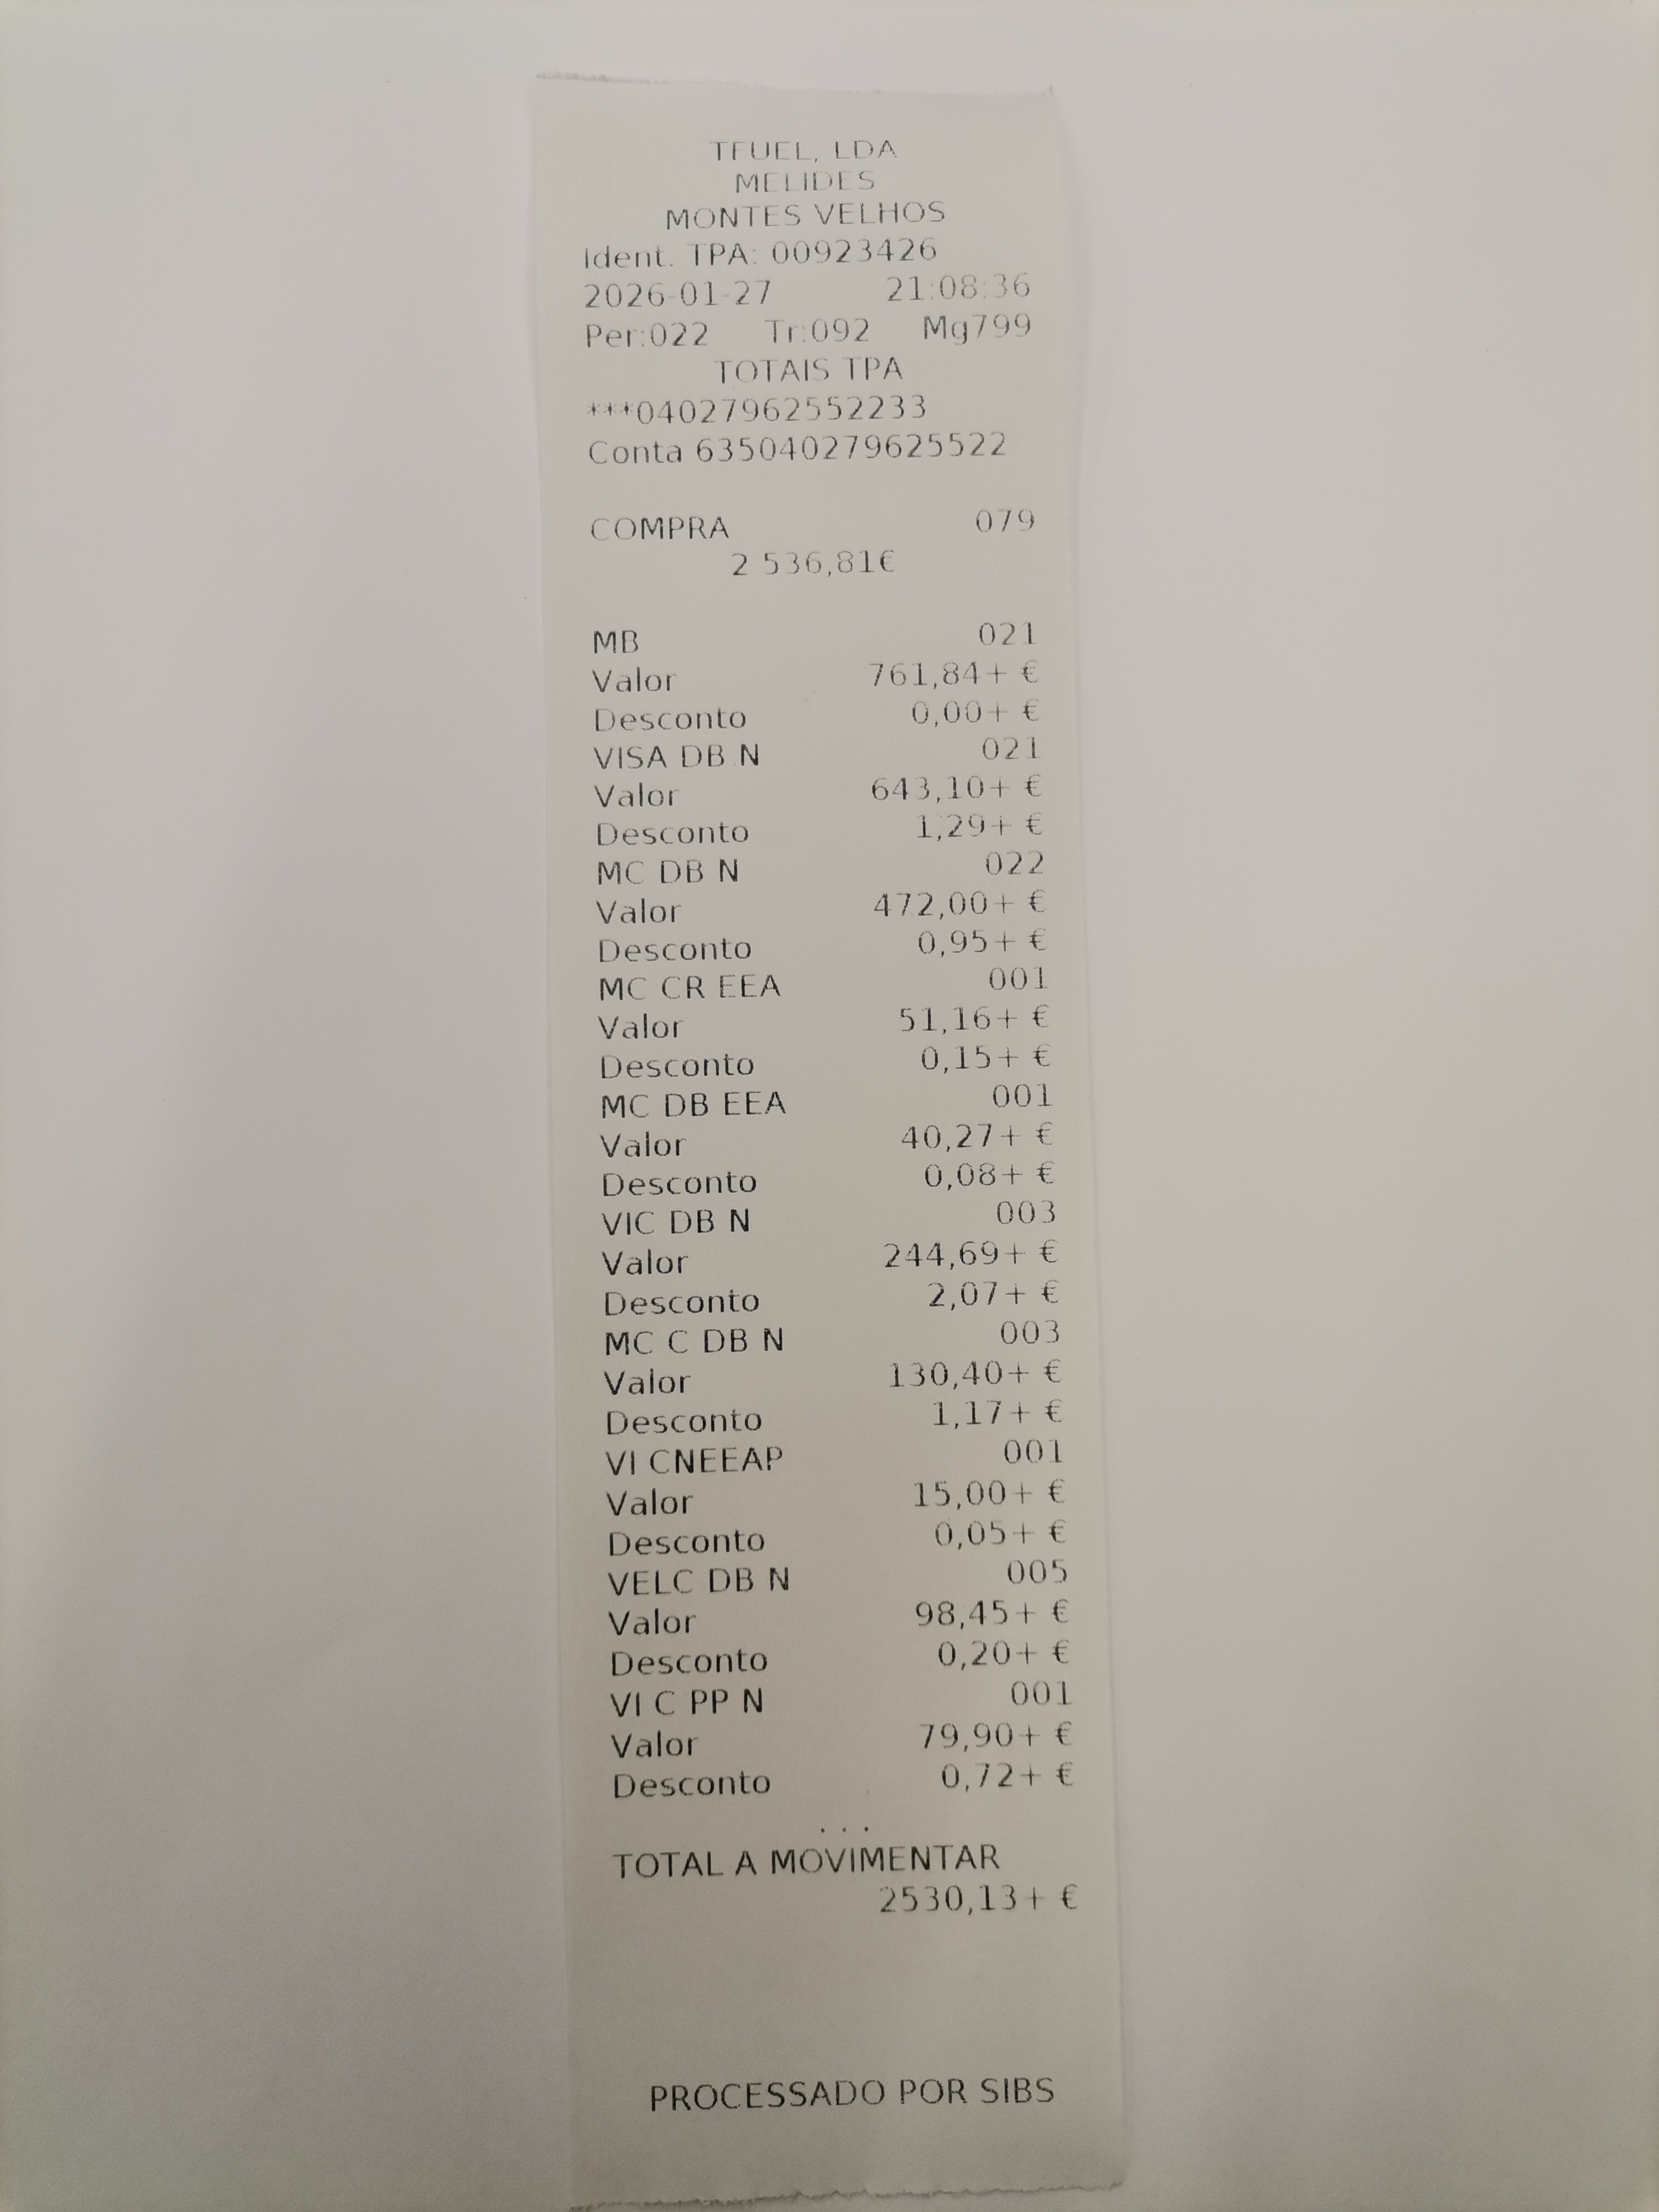 TFUEL, LDA
MELIDES
MONTES VELHOS
Ident. TPA: 00923426
2026-01-27 21:08:36
Per:022 Tr:092 Mg799
TOTAIS TPA
***04027962552233
Conta 635040279625522
COMPRA 079
2 536,81€
MB 021
Valor 761,84+ €
Desconto 0,00+ €
VISA DB N 021
Valor 643,10+ €
Desconto 1,29+ €
MC DB N 022
Valor 472,00+ €
Desconto 0,95+ €
MC CR EEA 001
Valor 51,16+ €
Desconto 0,15+ €
MC DB EEA 001
Valor 40,27+ €
Desconto 0,08+ €
VIC DB N 003
Valor 244,69+ €
Desconto 2,07+ €
MC C DB N 003
Valor 130,40+ €
Desconto 1,17+ €
VI CNEEAP 001
Valor 15,00+ €
Desconto 0,05+ €
VELC DB N 005
Valor 98,45+ €
Desconto 0,20+ €
VI C PP N 001
Valor 79,90+ €
Desconto 0,72+ €
...
TOTAL A MOVIMENTAR
2530,13+ €
PROCESSADO POR SIBS